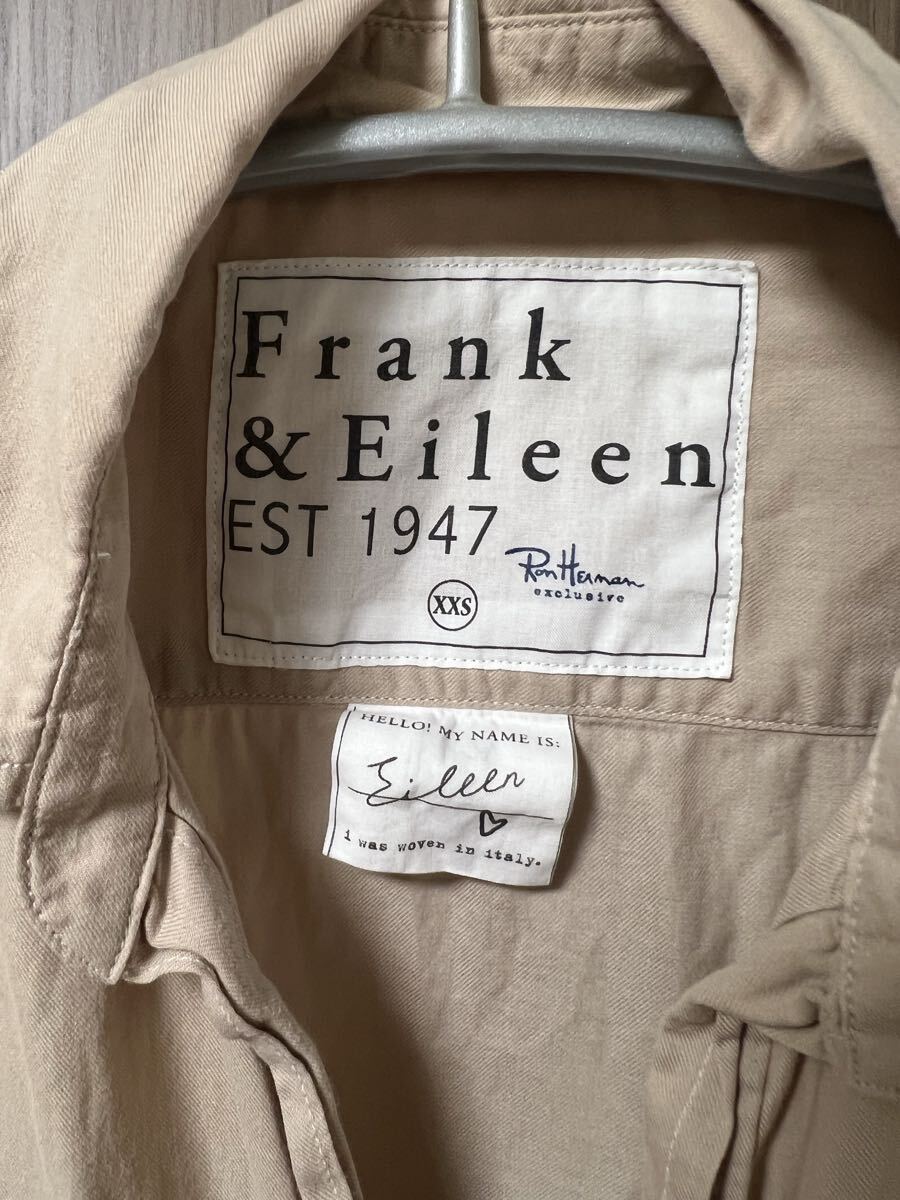 Frank
& Eileen
EST 1947
Ron Herman
exclusive
XXS
HELLO! MY NAME IS:
Eileen
i was woven in italy.